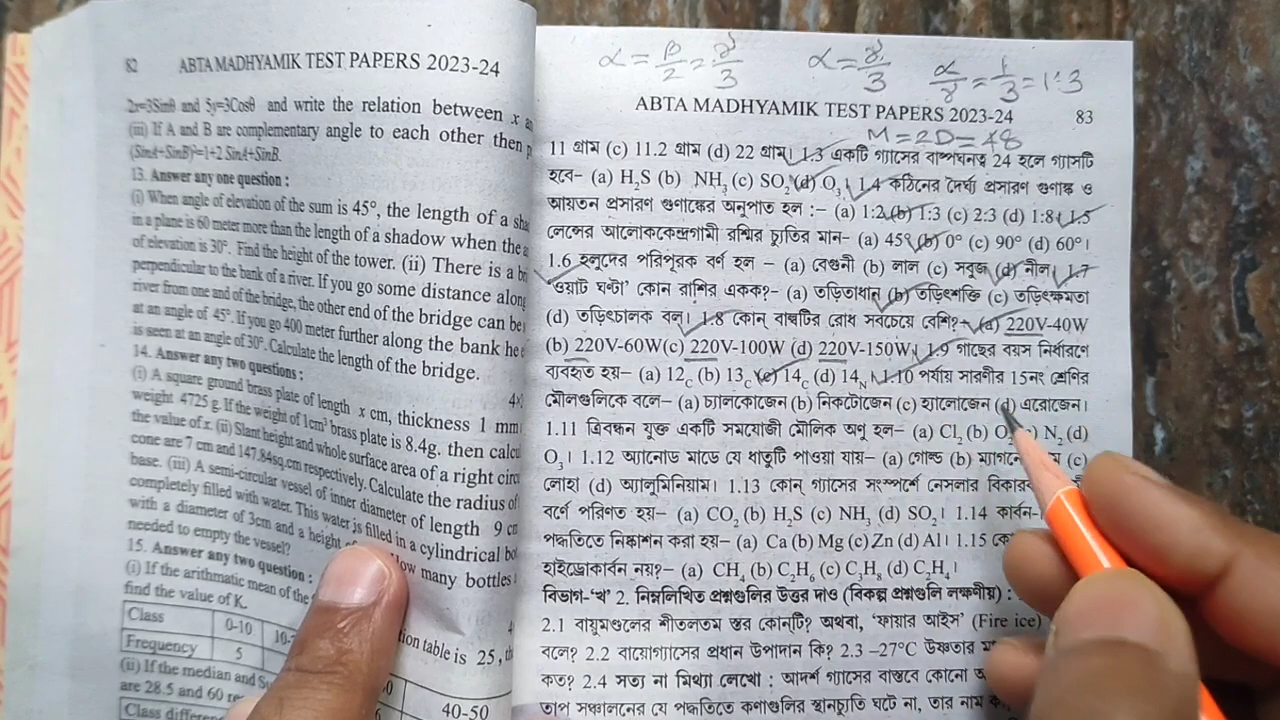 82 ABTA MADHYAMIK TEST PAPERS 2023-24
2x=3Sinθ and 5y=3Cosθ and write the relation between x
(iii) If A and B are complementary angle to each other then
(SinA+SinB)²=1+2 SinA+SinB.
13. Answer any one question :
(i) When angle of elevation of the sum is 45°, the length of a
in a plane is 60 meter more than the length of a shadow when the
of elevation is 30°. Find the height of the tower. (ii) There is a
perpendicular to the bank of a river. If you go some distance along
river from one and of the bridge, the other end of the bridge can be
at an angle of 45°. If you go 400 meter further along the bank he
is seen at an angle of 30°. Calculate the length of the bridge.
14. Answer any two questions :
(i) A square ground brass plate of length x cm, thickness 1 mm
weight 4725 g. If the weight of 1cm³ brass plate is 8.4g. then
the value of x. (ii) Slant height and whole surface area of a right
cone are 7 cm and 147.84sq.cm respectively. Calculate the radius of
base. (iii) A semi-circular vessel of inner diameter of length 9
completely filled with water. This water is filled in a cylindrical
with a diameter of 3cm and a height How many bottles
needed to empty the vessel?
15. Answer any two question :
(i) If the arithmetic mean of the table is 25,
find the value of K.
Class 0-10 40-50
Frequency 5
(ii) If the median and
are 28.5 and 60
Class
α = β/2 = γ/3 α = γ/3 α/γ = 1/3 = 1:3
ABTA MADHYAMIK TEST PAPERS 2023-24 83
M = 2D = 48
11 গ্রাম (c) 11.2 গ্রাম (d) 22 গ্রাম। 1.3 একটি গ্যাসের বাষ্পঘনত্ব 24 হলে গ্যাসটি
হবে– (a) H₂S (b) NH₃ (c) SO₂ (d) O₃। 1.4 কঠিনের দৈর্ঘ্য প্রসারণ গুণাঙ্ক ও
আয়তন প্রসারণ গুণাঙ্কের অনুপাত হল :– (a) 1:2 (b) 1:3 (c) 2:3 (d) 1:8। 1.5
লেন্সের আলোককেন্দ্রগামী রশ্মির চ্যুতির মান– (a) 45° (b) 0° (c) 90° (d) 60°।
1.6 হলুদের পরিপূরক বর্ণ হল – (a) বেগুনী (b) লাল (c) সবুজ (d) নীল। 1.7
'ওয়াট ঘণ্টা' কোন রাশির একক?– (a) তড়িতাধান (b) তড়িৎশক্তি (c) তড়িৎক্ষমতা
(d) তড়িৎচালক বল। 1.8 কোন্ বাল্বটির রোধ সবচেয়ে বেশি?– (a) 220V-40W
(b) 220V-60W (c) 220V-100W (d) 220V-150W। 1.9 গাছের বয়স নির্ধারণে
ব্যবহৃত হয়– (a) 12C (b) 13C (c) 14C (d) 14N। 1.10 পর্যায় সারণীর 15নং শ্রেণির
মৌলগুলিকে বলে– (a) চ্যালকোজেন (b) নিকটোজেন (c) হ্যালোজেন (d) এরোজেন।
1.11 ত্রিবন্ধন যুক্ত একটি সমযোজী মৌলিক অণু হল– (a) Cl₂ (b) N₂ (d)
O₃। 1.12 অ্যানোড মাডে যে ধাতুটি পাওয়া যায়– (a) গোল্ড (b) (c)
লোহা (d) অ্যালুমিনিয়াম। 1.13 কোন্ গ্যাসের সংস্পর্শে নেসলার
বর্ণে পরিণত হয়– (a) CO₂ (b) H₂S (c) NH₃ (d) SO₂। 1.14 কার্বন-
পদ্ধতিতে নিষ্কাশন করা হয়– (a) Ca (b) Mg (c) Zn (d) Al। 1.15
হাইড্রোকার্বন নয়?– (a) CH₄ (b) C₂H₆ (c) C₃H₈ (d) C₂H₄।
বিভাগ-'খ' 2. নিম্নলিখিত প্রশ্নগুলির উত্তর দাও (বিকল্প প্রশ্নগুলি লক্ষণীয়) :
2.1 বায়ুমণ্ডলের শীতলতম স্তর কোন্‌টি? অথবা, 'ফায়ার আইস' (Fire ice)
বলে? 2.2 বায়োগ্যাসের প্রধান উপাদান কি? 2.3 –27°C উষ্ণতার
কত? 2.4 সত্য না মিথ্যা লেখো : আদর্শ গ্যাসের বাস্তবে কোনো
তাপ সঞ্চালনের যে পদ্ধতিতে কণাগুলির স্থানচ্যুতি ঘটে না, তার নাম